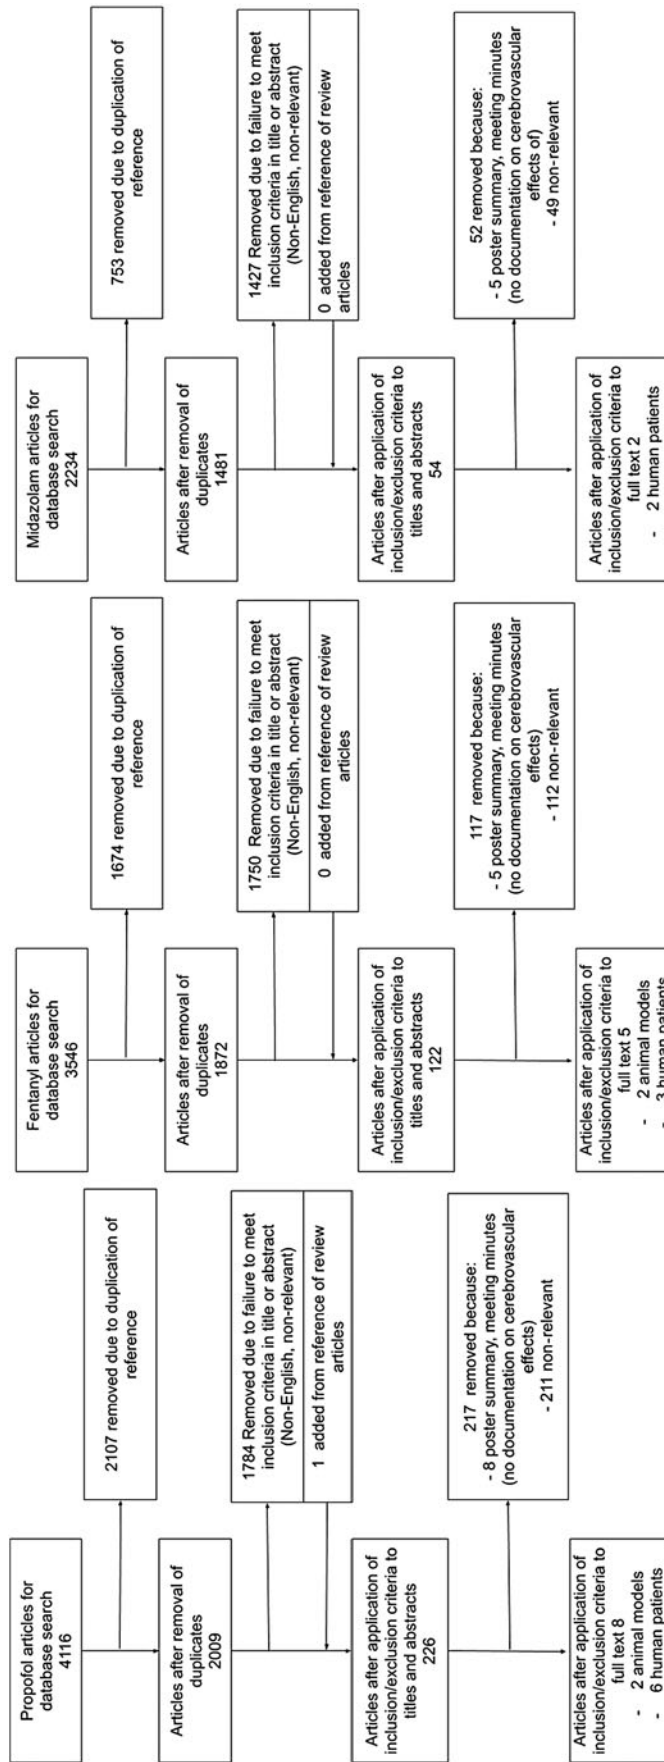 Propofol articles for
database search
4116
2107 removed due to duplication of
reference
Articles after removal of
duplicates
2009
1784 Removed due to failure to meet
inclusion criteria in title or abstract
(Non-English, non-relevant)
1 added from reference of review
articles
Articles after application of
inclusion/exclusion criteria to
titles and abstracts
226
217 removed because:
- 8 poster summary, meeting minutes
(no documentation on cerebrovascular
effects)
- 211 non-relevant
Articles after application of
inclusion/exclusion criteria to
full text 8
- 2 animal models
- 6 human patients
Fentanyl articles for
database search
3546
1674 removed due to duplication of
reference
Articles after removal of
duplicates
1872
1750 Removed due to failure to meet
inclusion criteria in title or abstract
(Non-English, non-relevant)
0 added from reference of review
articles
Articles after application of
inclusion/exclusion criteria to
titles and abstracts
122
117 removed because:
- 5 poster summary, meeting minutes
(no documentation on cerebrovascular
effects)
- 112 non-relevant
Articles after application of
inclusion/exclusion criteria to
full text 5
- 2 animal models
- 3 human patients
Midazolam articles for
database search
2234
753 removed due to duplication of
reference
Articles after removal of
duplicates
1481
1427 Removed due to failure to meet
inclusion criteria in title or abstract
(Non-English, non-relevant)
0 added from reference of review
articles
Articles after application of
inclusion/exclusion criteria to
titles and abstracts
54
52 removed because:
- 5 poster summary, meeting minutes
(no documentation on cerebrovascular
effects of)
- 49 non-relevant
Articles after application of
inclusion/exclusion criteria to
full text 2
- 2 human patients